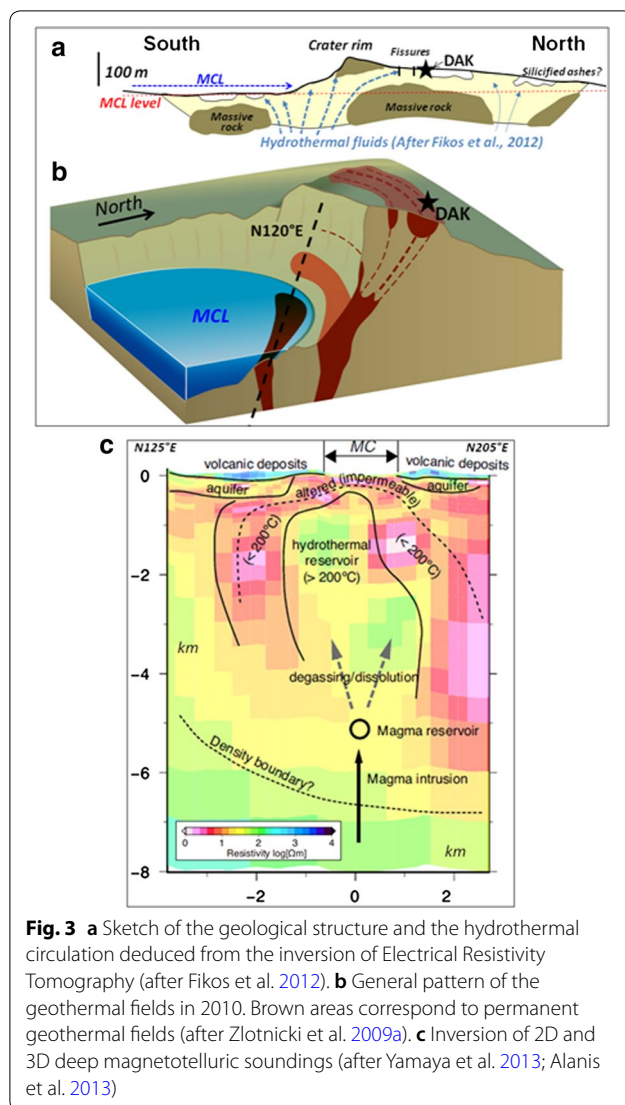 a
South
Crater rim
Fissures
DAK
North
100 m
MCL
Silicified ashes?
MCL level
Massive rock
Massive rock
Hydrothermal fluids (After Fikos et al., 2012)
b
North
N120°E
DAK
MCL
c
N125°E
MC
N205°E
volcanic deposits
volcanic deposits
0
aquifer
altered (impermeable)
aquifer
(< 200°C)
hydrothermal
reservoir
(> 200°C)
(< 200°C)
-2
km
-4
degassing/dissolution
Magma reservoir
Density boundary?
-6
Magma intrusion
0 1 2 3 4
Resistivity log[Ωm]
km
-8
-2 0 2
Fig. 3 a Sketch of the geological structure and the hydrothermal
circulation deduced from the inversion of Electrical Resistivity
Tomography (after Fikos et al. 2012). b General pattern of the
geothermal fields in 2010. Brown areas correspond to permanent
geothermal fields (after Zlotnicki et al. 2009a). c Inversion of 2D and
3D deep magnetotelluric soundings (after Yamaya et al. 2013; Alanis
et al. 2013)